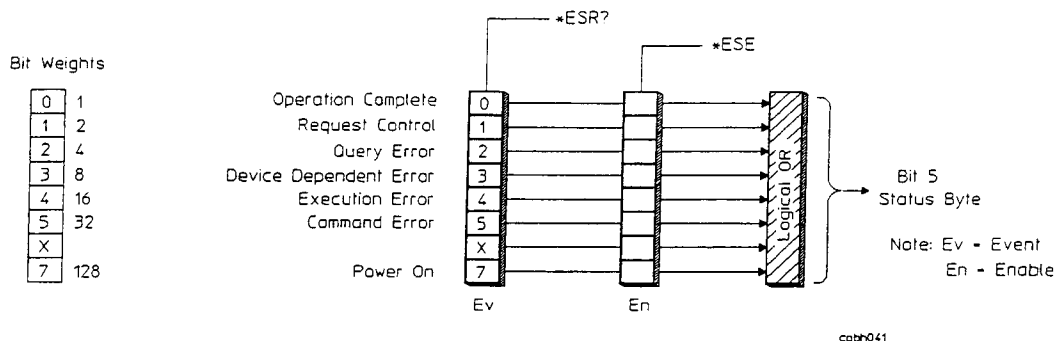 *ESR?
*ESE
Bit Weights
0 1 Operation Complete 0
1 2 Request Control 1
2 4 Query Error 2
3 8 Device Dependent Error 3
4 16 Execution Error 4
5 32 Command Error 5
X X
7 128 Power On 7
Logical OR
Bit 5
Status Byte
Note: Ev - Event
En - Enable
Ev En
cobh041